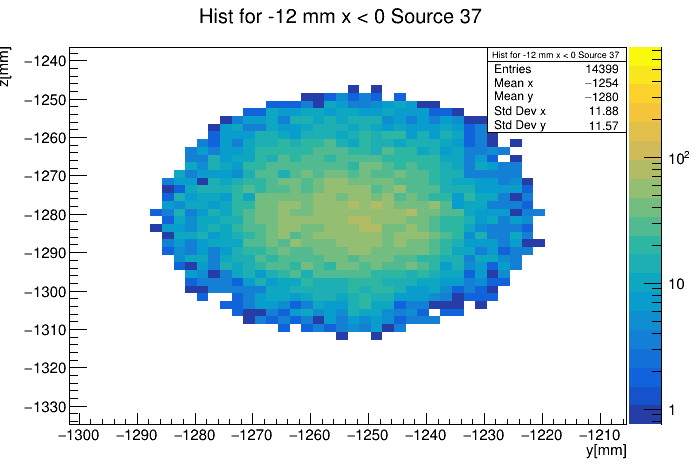 Hist for -12 mm x < 0 Source 37
z[mm]
Hist for -12 mm x < 0 Source 37
Entries 14399
Mean x −1254
Mean y −1280
Std Dev x 11.88
Std Dev y 11.57
−1240
−1250
−1260
−1270
−1280
−1290
−1300
−1310
−1320
−1330
10²
10
1
−1300 −1290 −1280 −1270 −1260 −1250 −1240 −1230 −1220 −1210
y[mm]